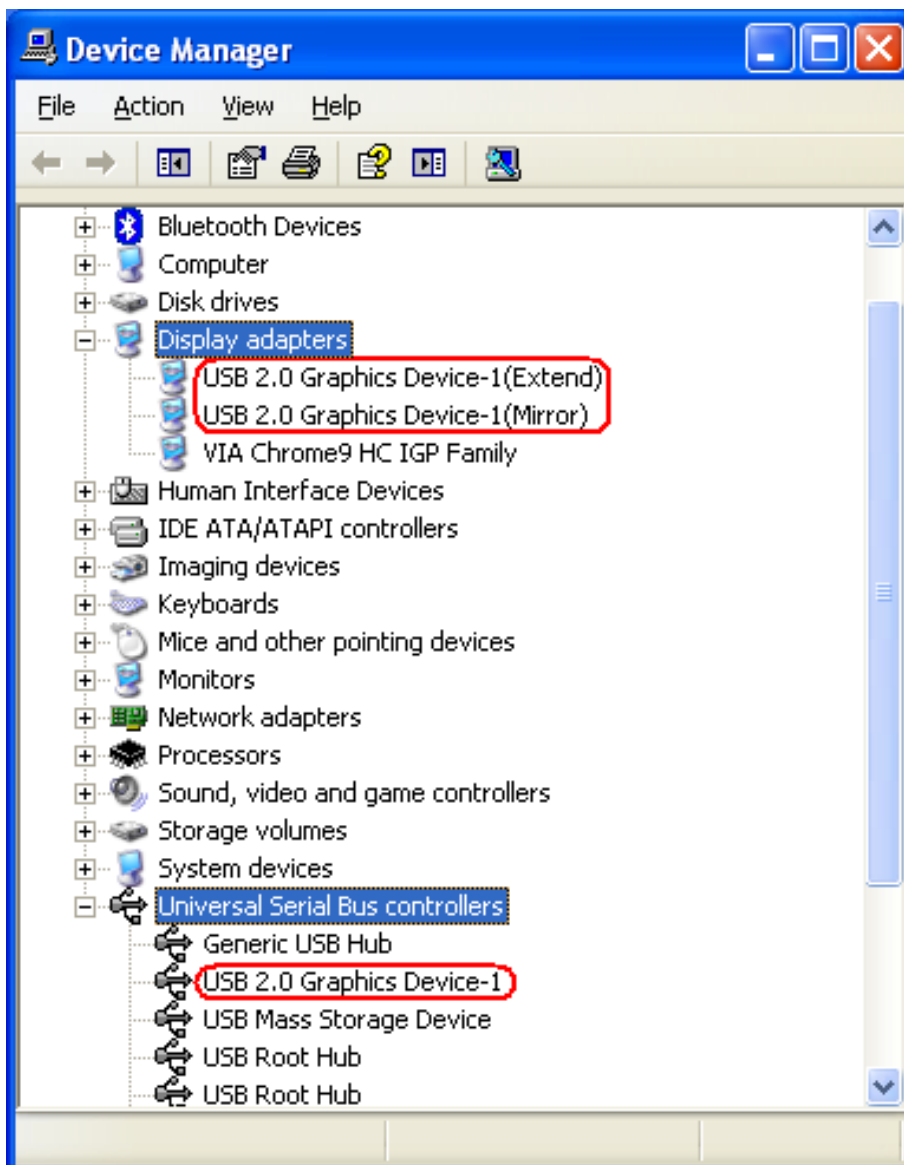 Device Manager
File Action View Help
Bluetooth Devices
Computer
Disk drives
Display adapters
USB 2.0 Graphics Device-1(Extend)
USB 2.0 Graphics Device-1(Mirror)
VIA Chrome9 HC IGP Family
Human Interface Devices
IDE ATA/ATAPI controllers
Imaging devices
Keyboards
Mice and other pointing devices
Monitors
Network adapters
Processors
Sound, video and game controllers
Storage volumes
System devices
Universal Serial Bus controllers
Generic USB Hub
USB 2.0 Graphics Device-1
USB Mass Storage Device
USB Root Hub
USB Root Hub